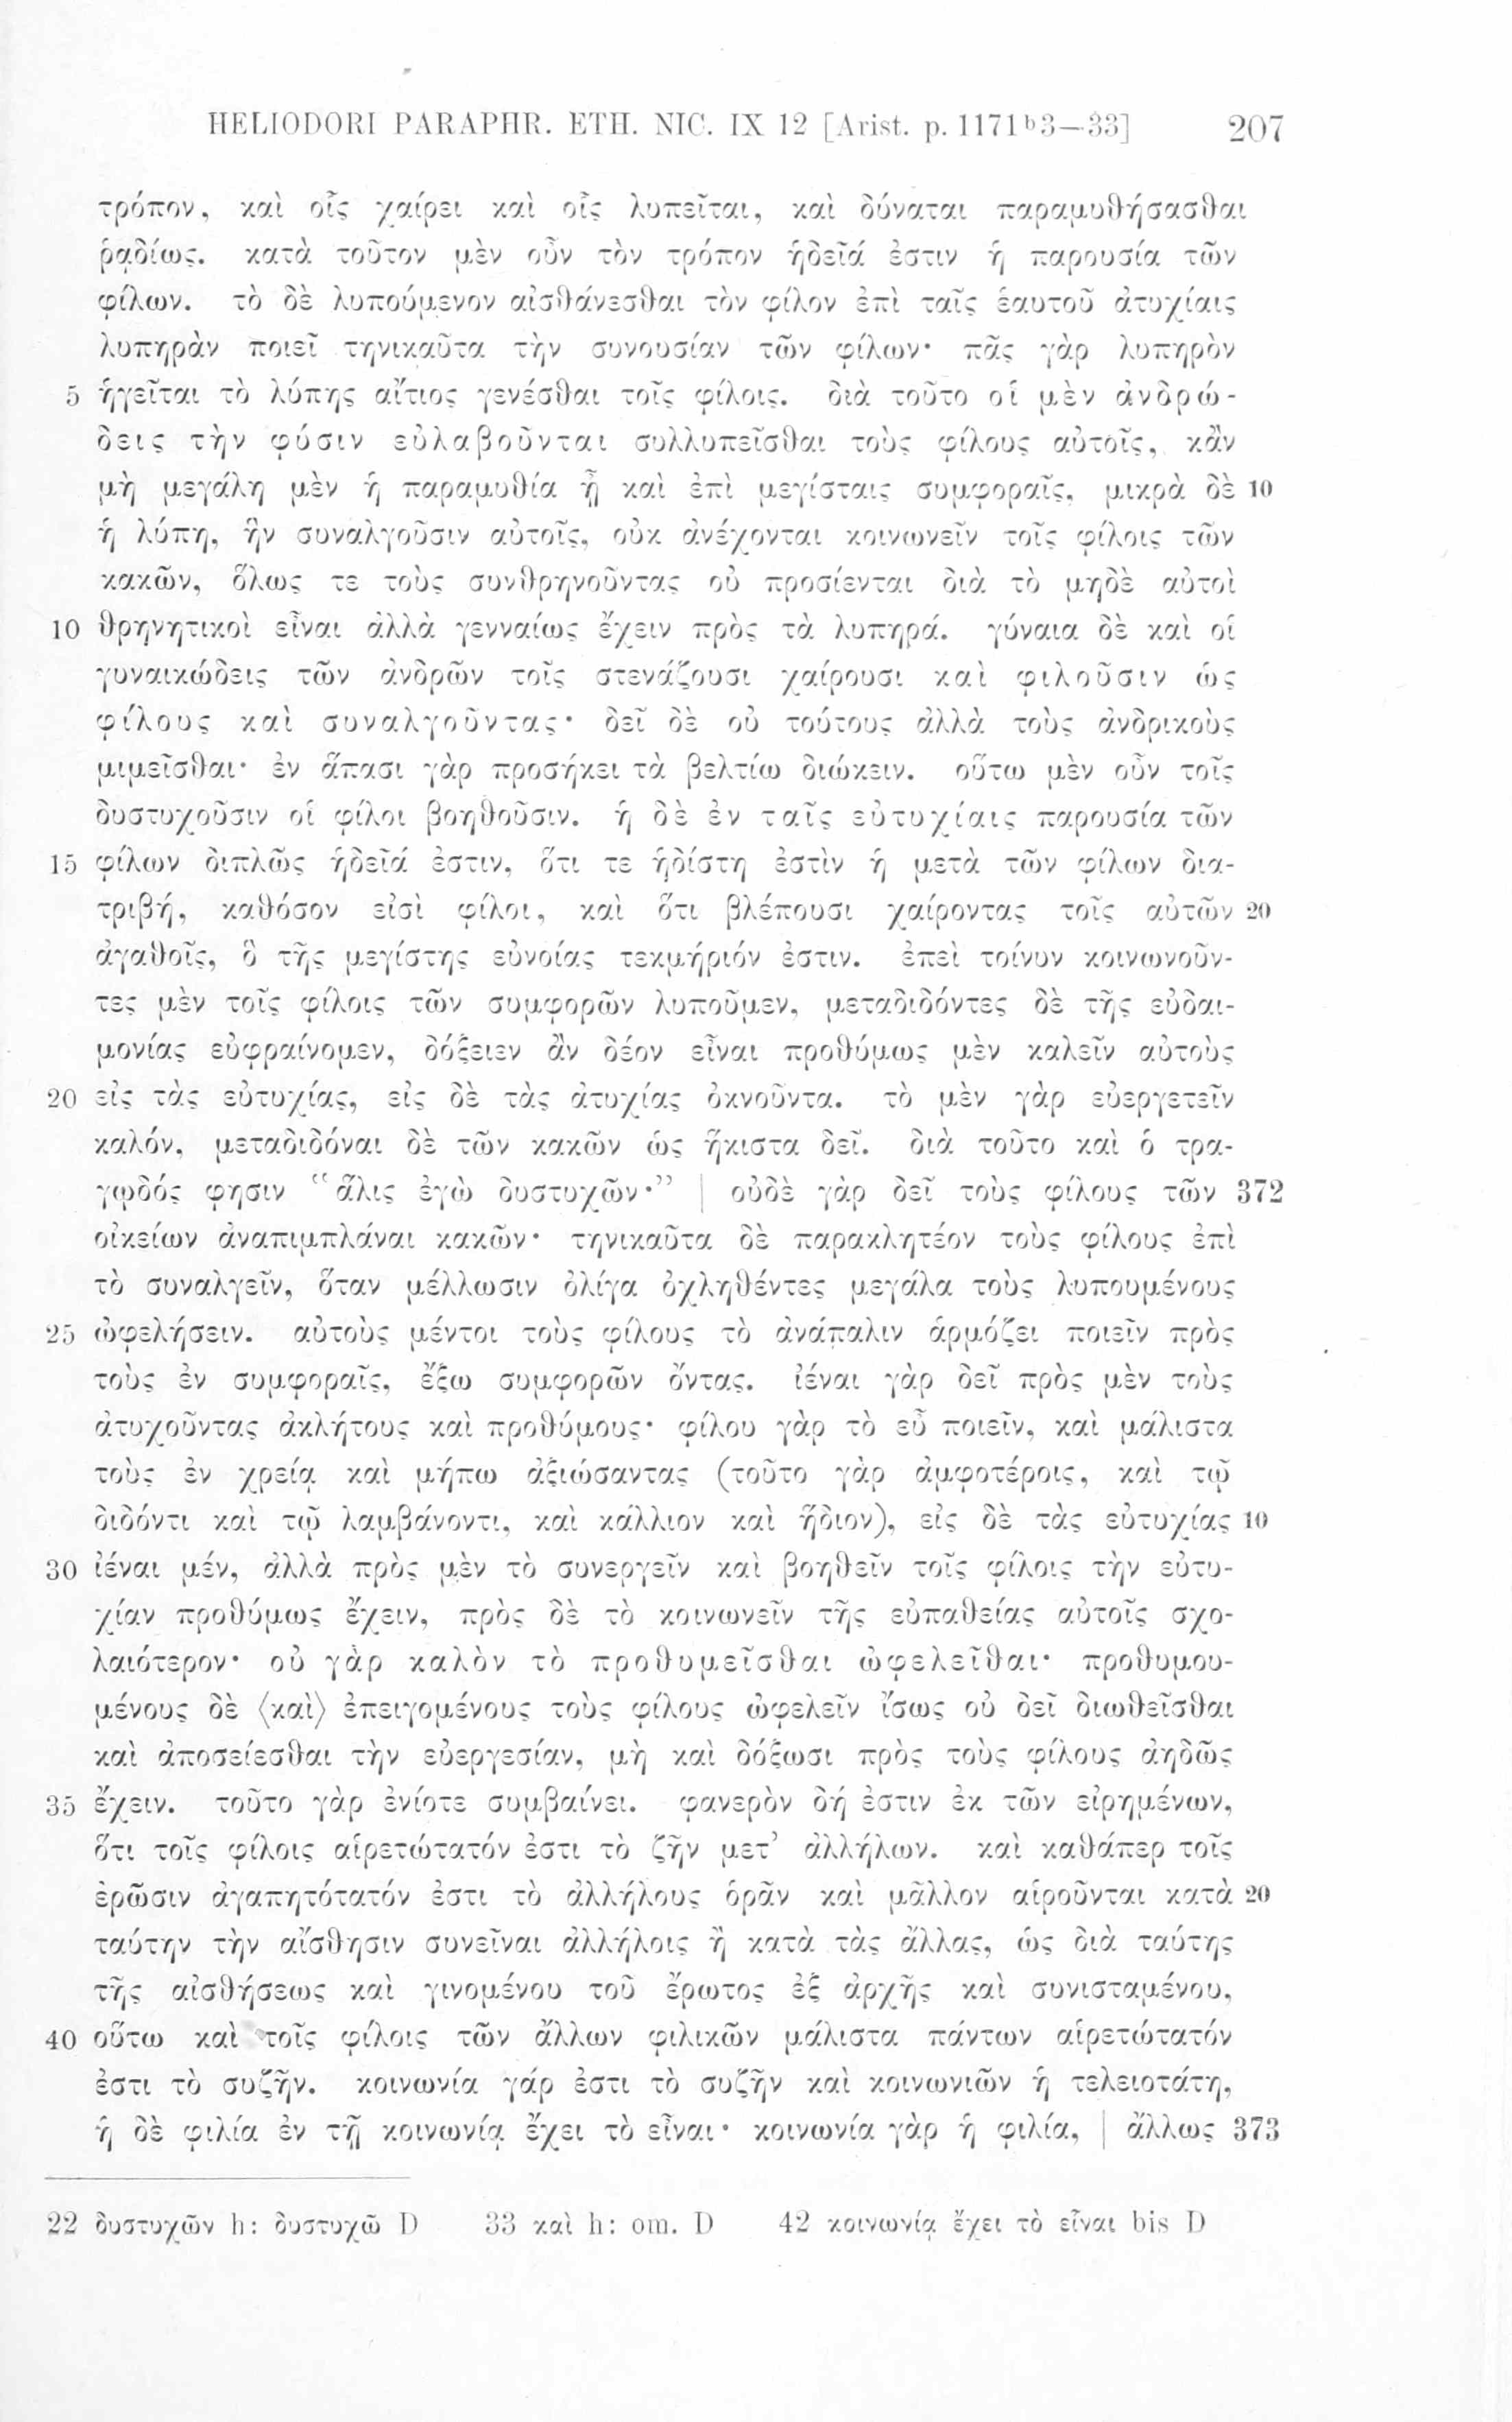 HELIODORI PARAPHR. ETH. NIC. IX 12 [Arist. p. 1171ᵇ3—33] 207
τρόπον, καὶ οἷς χαίρει καὶ οἷς λυπεῖται, καὶ δύναται παραμυθήσασθαι
ῥᾳδίως. κατὰ τοῦτον μὲν οὖν τὸν τρόπον ἡδεῖά ἐστιν ἡ παρουσία τῶν
φίλων. τὸ δὲ λυπούμενον αἰσθάνεσθαι τὸν φίλον ἐπὶ ταῖς ἑαυτοῦ ἀτυχίαις
λυπηρὰν ποιεῖ τηνικαῦτα τὴν συνουσίαν τῶν φίλων· πᾶς γὰρ λυπηρὸν
5 ἡγεῖται τὸ λύπης αἴτιος γενέσθαι τοῖς φίλοις. διὰ τοῦτο οἱ μὲν ἀνδρώ-
δεις τὴν φύσιν εὐλαβοῦνται συλλυπεῖσθαι τοὺς φίλους αὐτοῖς, κἂν
μὴ μεγάλη μὲν ἡ παραμυθία ᾖ καὶ ἐπὶ μεγίσταις συμφοραῖς, μικρὰ δὲ 10
ἡ λύπη, ἣν συναλγοῦσιν αὐτοῖς, οὐκ ἀνέχονται κοινωνεῖν τοῖς φίλοις τῶν
κακῶν, ὅλως τε τοὺς συνθρηνοῦντας οὐ προσίενται διὰ τὸ μηδὲ αὐτοὶ
10 θρηνητικοὶ εἶναι ἀλλὰ γενναίως ἔχειν πρὸς τὰ λυπηρά. γύναια δὲ καὶ οἱ
γυναικώδεις τῶν ἀνδρῶν τοῖς στενάζουσι χαίρουσι καὶ φιλοῦσιν ὡς
φίλους καὶ συναλγοῦντας· δεῖ δὲ οὐ τούτους ἀλλὰ τοὺς ἀνδρικοὺς
μιμεῖσθαι· ἐν ἅπασι γὰρ προσήκει τὰ βελτίω διώκειν. οὕτω μὲν οὖν τοῖς
δυστυχοῦσιν οἱ φίλοι βοηθοῦσιν. ἡ δὲ ἐν ταῖς εὐτυχίαις παρουσία τῶν
15 φίλων διπλῶς ἡδεῖά ἐστιν, ὅτι τε ἡδίστη ἐστὶν ἡ μετὰ τῶν φίλων δια-
τριβή, καθόσον εἰσὶ φίλοι, καὶ ὅτι βλέπουσι χαίροντας τοῖς αὐτῶν 20
ἀγαθοῖς, ὃ τῆς μεγίστης εὐνοίας τεκμήριόν ἐστιν. ἐπεὶ τοίνυν κοινωνοῦν-
τες μὲν τοῖς φίλοις τῶν συμφορῶν λυποῦμεν, μεταδιδόντες δὲ τῆς εὐδαι-
μονίας εὐφραίνομεν, δόξειεν ἂν δέον εἶναι προθύμως μὲν καλεῖν αὐτοὺς
20 εἰς τὰς εὐτυχίας, εἰς δὲ τὰς ἀτυχίας ὀκνοῦντα. τὸ μὲν γὰρ εὐεργετεῖν
καλόν, μεταδιδόναι δὲ τῶν κακῶν ὡς ἥκιστα δεῖ. διὰ τοῦτο καὶ ὁ τρα-
γῳδός φησιν “ἅλις ἐγὼ δυστυχῶν·” | οὐδὲ γὰρ δεῖ τοὺς φίλους τῶν 372
οἰκείων ἀναπιμπλάναι κακῶν· τηνικαῦτα δὲ παρακλητέον τοὺς φίλους ἐπὶ
τὸ συναλγεῖν, ὅταν μέλλωσιν ὀλίγα ὀχληθέντες μεγάλα τοὺς λυπουμένους
25 ὠφελήσειν. αὐτοὺς μέντοι τοὺς φίλους τὸ ἀνάπαλιν ἁρμόζει ποιεῖν πρὸς
τοὺς ἐν συμφοραῖς, ἔξω συμφορῶν ὄντας. ἰέναι γὰρ δεῖ πρὸς μὲν τοὺς
ἀτυχοῦντας ἀκλήτους καὶ προθύμους· φίλου γὰρ τὸ εὖ ποιεῖν, καὶ μάλιστα
τοὺς ἐν χρείᾳ καὶ μήπω ἀξιώσαντας (τοῦτο γὰρ ἀμφοτέροις, καὶ τῷ
διδόντι καὶ τῷ λαμβάνοντι, καὶ κάλλιον καὶ ἥδιον), εἰς δὲ τὰς εὐτυχίας 10
30 ἰέναι μέν, ἀλλὰ πρὸς μὲν τὸ συνεργεῖν καὶ βοηθεῖν τοῖς φίλοις τὴν εὐτυ-
χίαν προθύμως ἔχειν, πρὸς δὲ τὸ κοινωνεῖν τῆς εὐπαθείας αὐτοῖς σχο-
λαιότερον· οὐ γὰρ καλὸν τὸ προθυμεῖσθαι ὠφελεῖθαι· προθυμου-
μένους δὲ ⟨καὶ⟩ ἐπειγομένους τοὺς φίλους ὠφελεῖν ἴσως οὐ δεῖ διωθεῖσθαι
καὶ ἀποσείεσθαι τὴν εὐεργεσίαν, μὴ καὶ δόξωσι πρὸς τοὺς φίλους ἀηδῶς
35 ἔχειν. τοῦτο γὰρ ἐνίοτε συμβαίνει. φανερὸν δή ἐστιν ἐκ τῶν εἰρημένων,
ὅτι τοῖς φίλοις αἱρετώτατόν ἐστι τὸ ζῆν μετ’ ἀλλήλων. καὶ καθάπερ τοῖς
ἐρῶσιν ἀγαπητότατόν ἐστι τὸ ἀλλήλους ὁρᾶν καὶ μᾶλλον αἱροῦνται κατὰ 20
ταύτην τὴν αἴσθησιν συνεῖναι ἀλλήλοις ἢ κατὰ τὰς ἄλλας, ὡς διὰ ταύτης
τῆς αἰσθήσεως καὶ γινομένου τοῦ ἔρωτος ἐξ ἀρχῆς καὶ συνισταμένου,
40 οὕτω καὶ τοῖς φίλοις τῶν ἄλλων φιλικῶν μάλιστα πάντων αἱρετώτατόν
ἐστι τὸ συζῆν. κοινωνία γάρ ἐστι τὸ συζῆν καὶ κοινωνιῶν ἡ τελειοτάτη,
ἡ δὲ φιλία ἐν τῇ κοινωνίᾳ ἔχει τὸ εἶναι· κοινωνία γὰρ ἡ φιλία, | ἄλλως 373
22 δυστυχῶν h: δυστυχῶ D 33 καὶ h: om. D 42 κοινωνίᾳ ἔχει τὸ εἶναι bis D